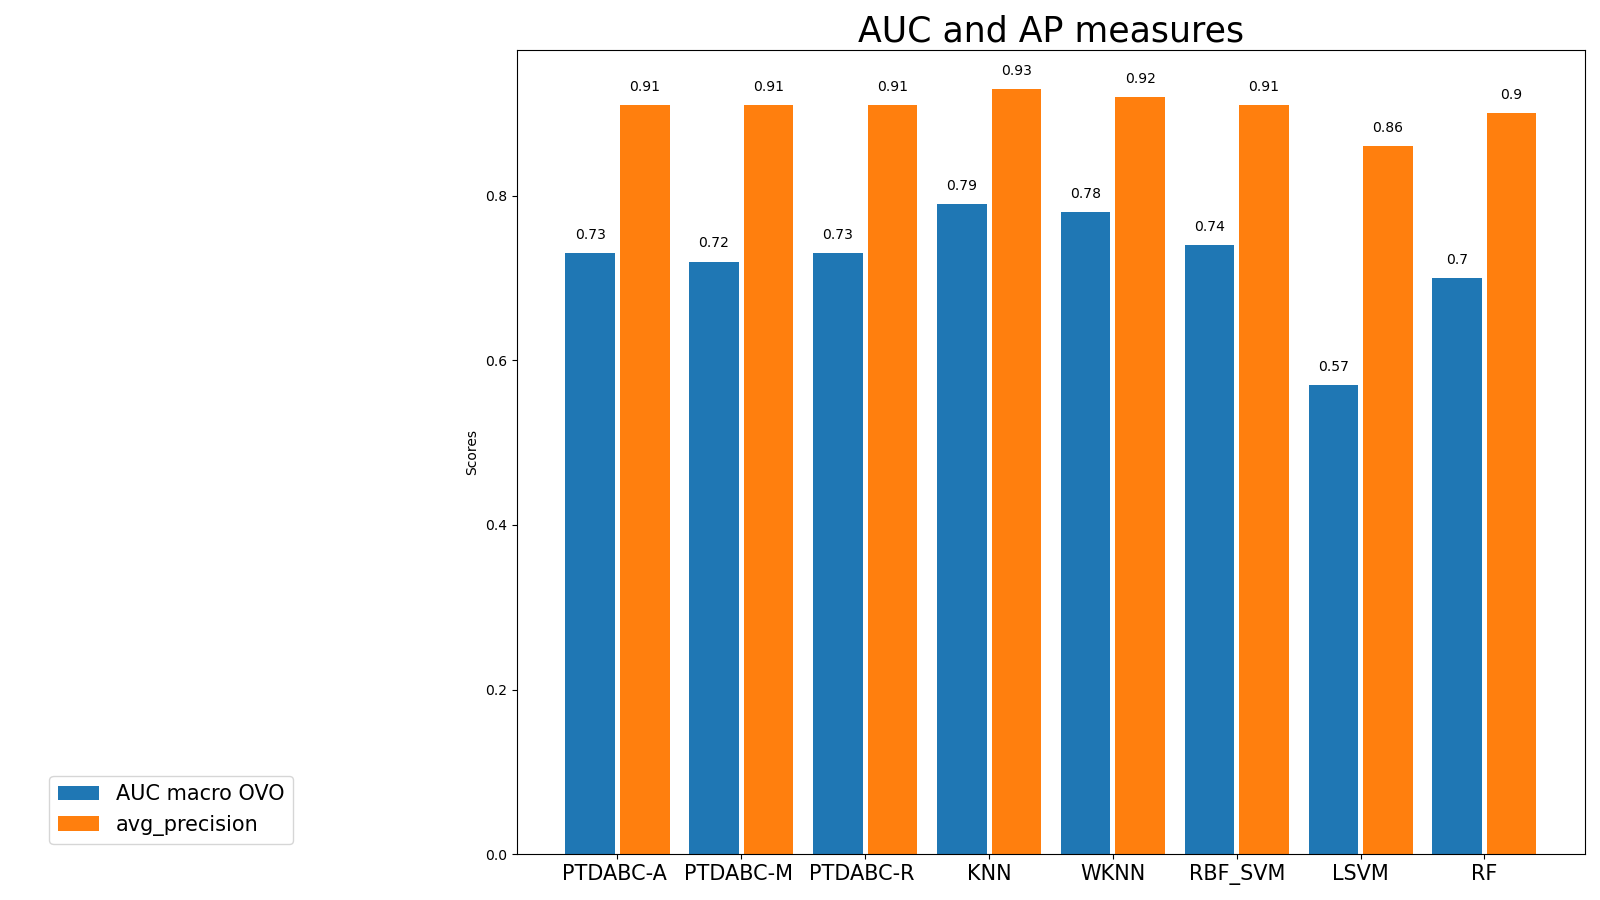 AUC and AP measures
0.91 0.91 0.91 0.93 0.92 0.91 0.86 0.9
0.73 0.72 0.73 0.79 0.78 0.74 0.57 0.7
0.8
0.6
0.4
0.2
0.0
Scores
PTDABC-A PTDABC-M PTDABC-R KNN WKNN RBF_SVM LSVM RF
AUC macro OVO
avg_precision